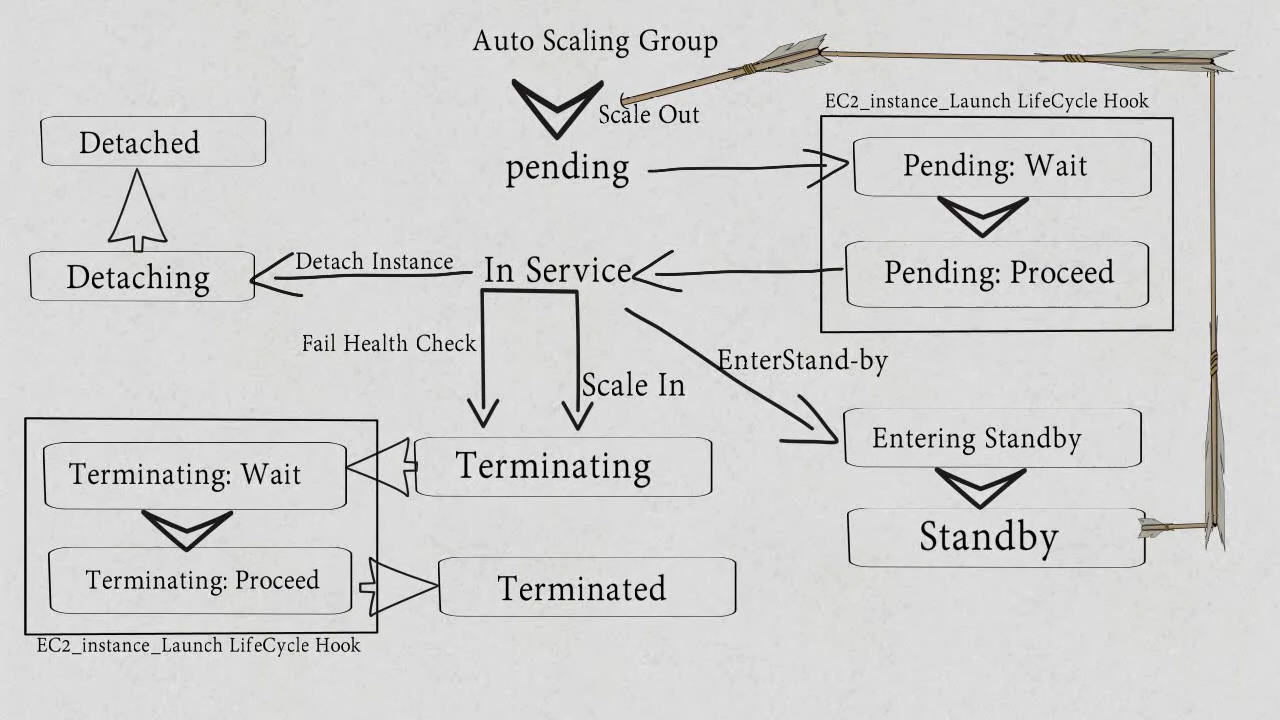 Auto Scaling Group
Scale Out
EC2_instance_Launch LifeCycle Hook
Detached
pending
Pending: Wait
Detaching
Detach Instance
In Service
Pending: Proceed
Fail Health Check
EnterStand-by
Scale In
Entering Standby
Terminating: Wait
Terminating
Standby
Terminating: Proceed
Terminated
EC2_instance_Launch LifeCycle Hook